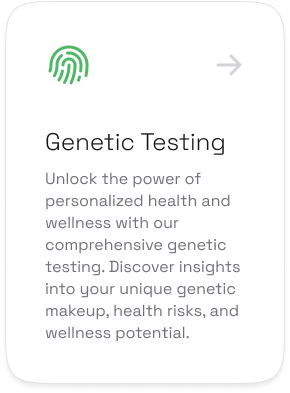 Genetic Testing
Unlock the power of
personalized health and
wellness with our
comprehensive genetic
testing. Discover insights
into your unique genetic
makeup, health risks, and
wellness potential.